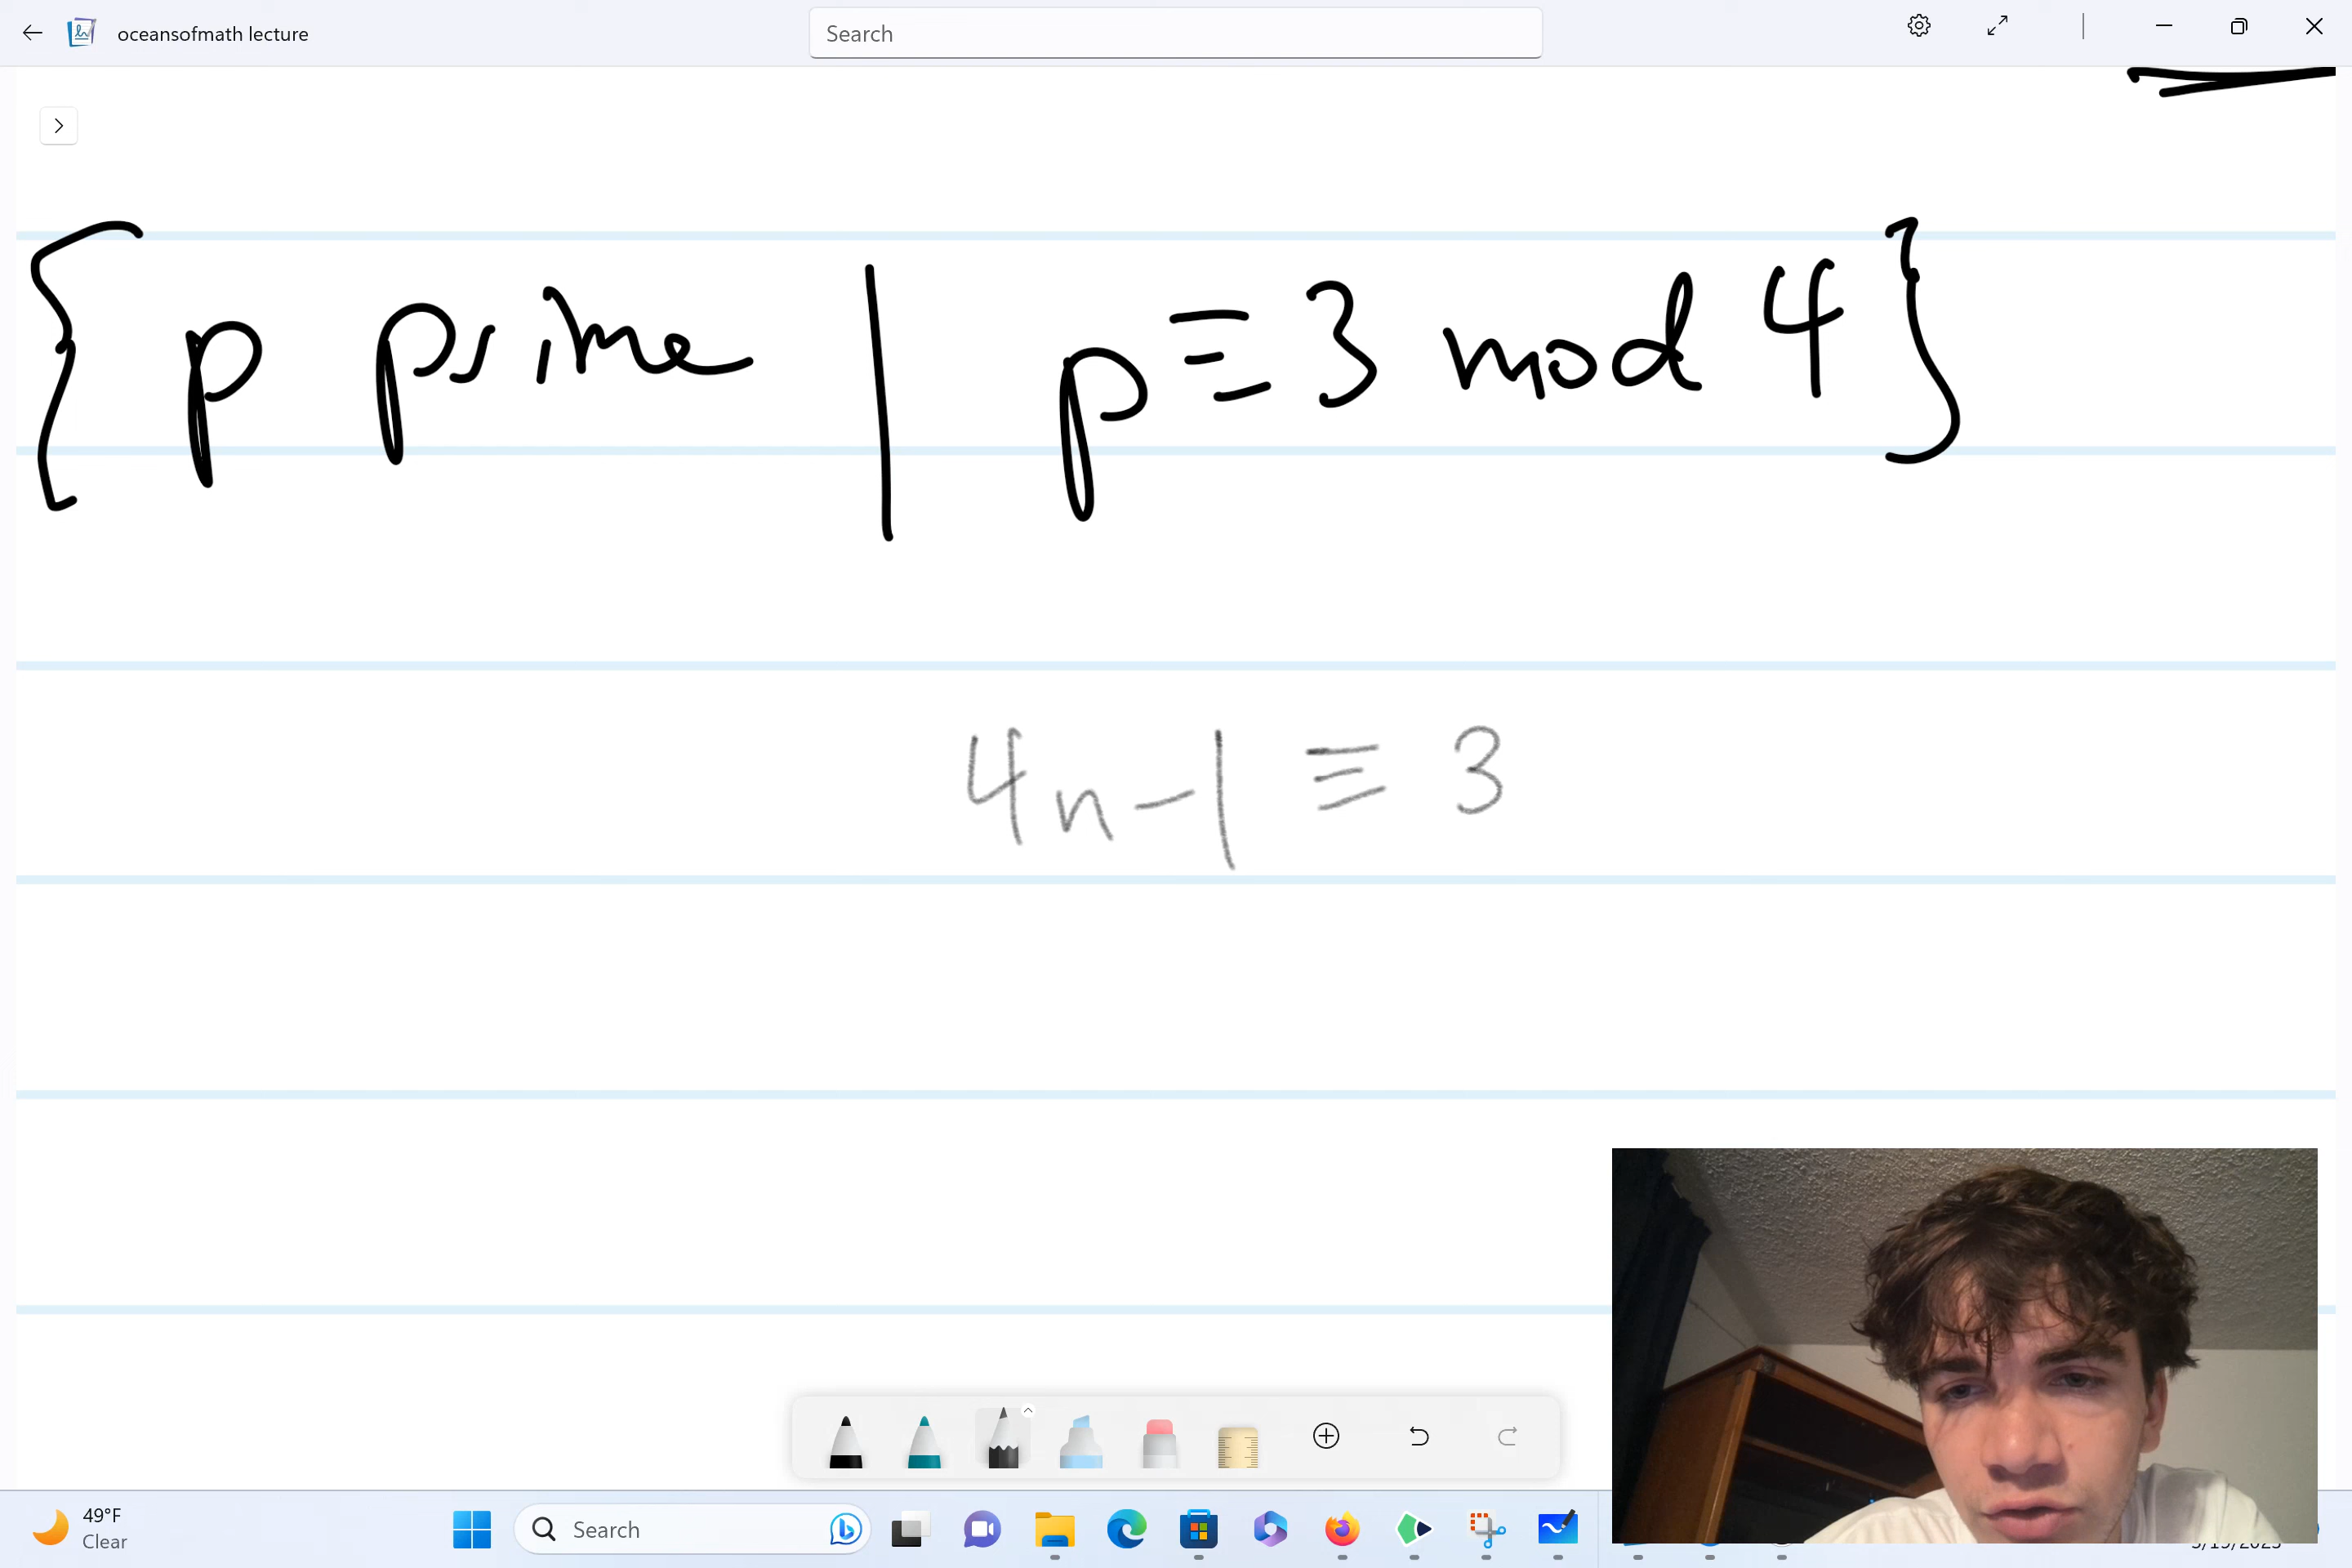 oceansofmath lecture
Search
{ p prime | p ≡ 3 mod 4 }
4n-1 ≡ 3
49°F
Clear
Search